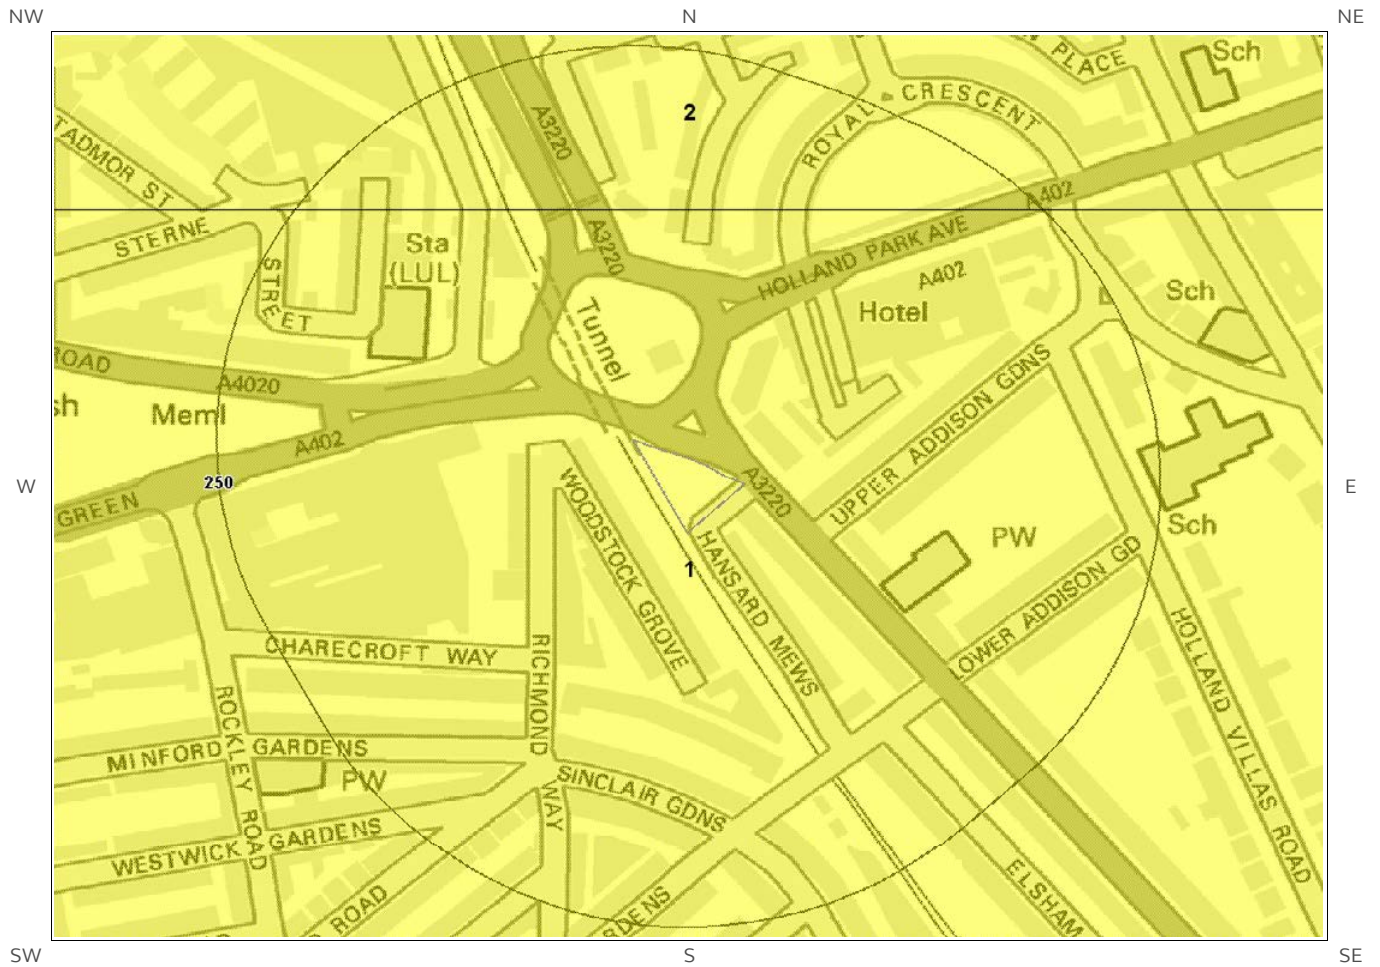 NW
N
NE
PLACE
Sch
A3220
2
CRESCENT
ROYAL
TADMOR ST
A402
STERNE
Sta
(LUL)
A3220
HOLLAND PARK AVE
A402
STREET
Sch
Hotel
Tunnel
ROAD
A4020
sh
Meml
A402
UPPER ADDISON GDNS
W
250
E
GREEN
WOODSTOCK GROVE
A3220
PW
Sch
1
HANSARD MEWS
LOWER ADDISON GD
HOLLAND VILLAS ROAD
CHARECROFT WAY
RICHMOND
WAY
ROCKLEY ROAD
MINFORD GARDENS
PW
SINCLAIR GDNS
WESTWICK GARDENS
ELSHAM
ROAD
RDENS
SW
S
SE